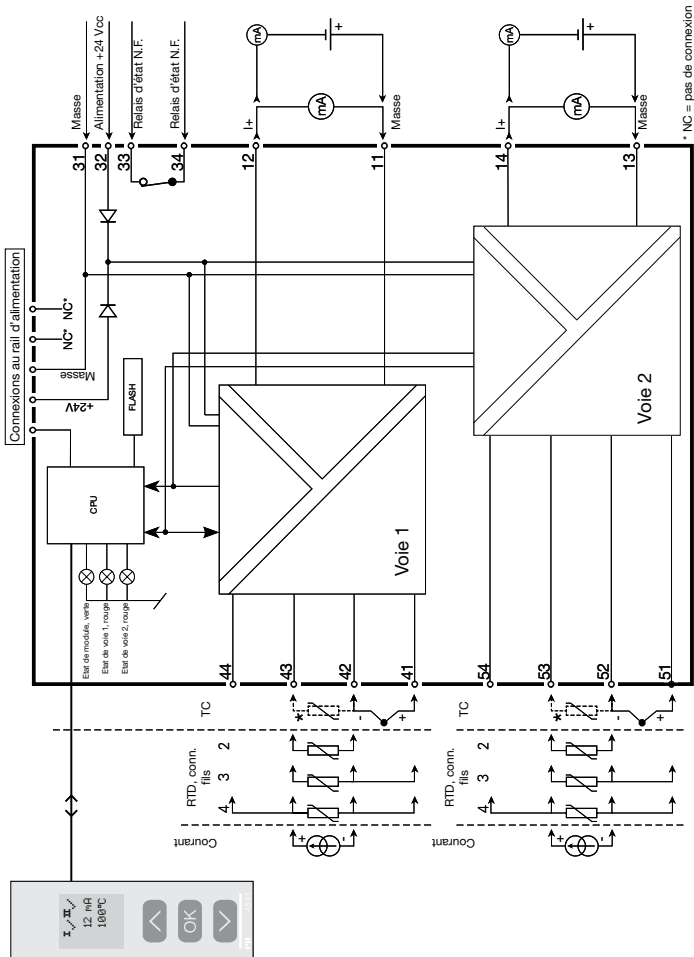 Connexions au rail d'alimentation
NC*
NC*
Masse
+24V
Masse
Alimentation +24 Vcc
Relais d'état N.F.
Relais d'état N.F.
31
32
33
34
12
11
14
13
I+
mA
mA
+
Masse
I+
mA
mA
+
Masse
* NC = pas de connexion
FLASH
CPU
Etat de module, verte
Etat de voie 1, rouge
Etat de voie 2, rouge
Voie 1
Voie 2
44
43
42
41
54
53
52
51
TC
*
-
+
RTD, conn.
fils
2
3
4
Courant
+
-
TC
*
-
+
RTD, conn.
fils
2
3
4
Courant
+
-
I II
12 mA
100°C
OK